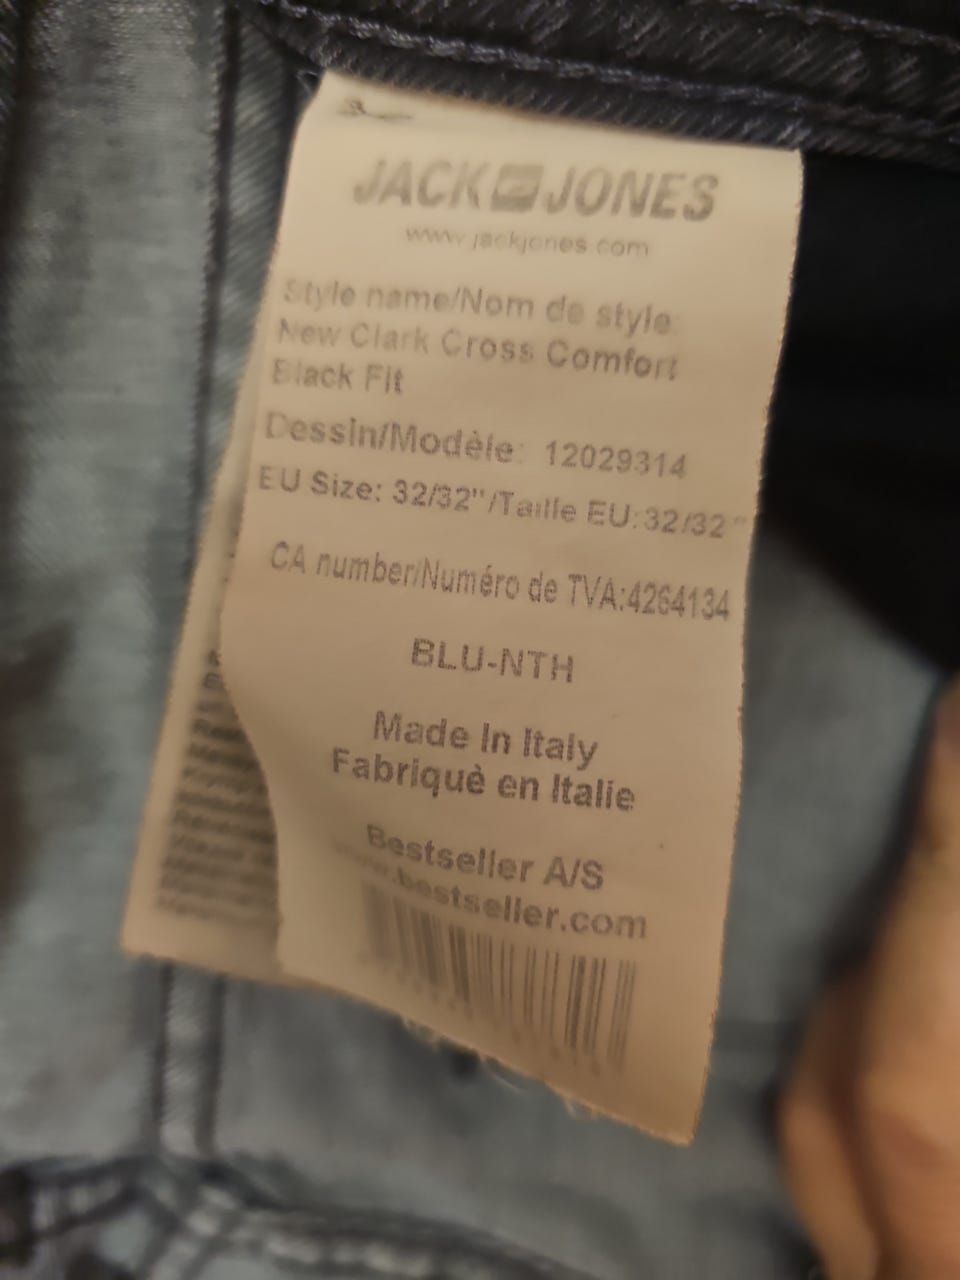 JACK JONES
www.jackjones.com
Style name/Nom de style:
New Clark Cross Comfort
Black Fit
Dessin/Modèle: 12029314
EU Size: 32/32"/Taille EU:32/32"
CA number/Numéro de TVA:4264134
BLU-NTH
Made In Italy
Fabriquè en Italie
Bestseller A/S
www.bestseller.com